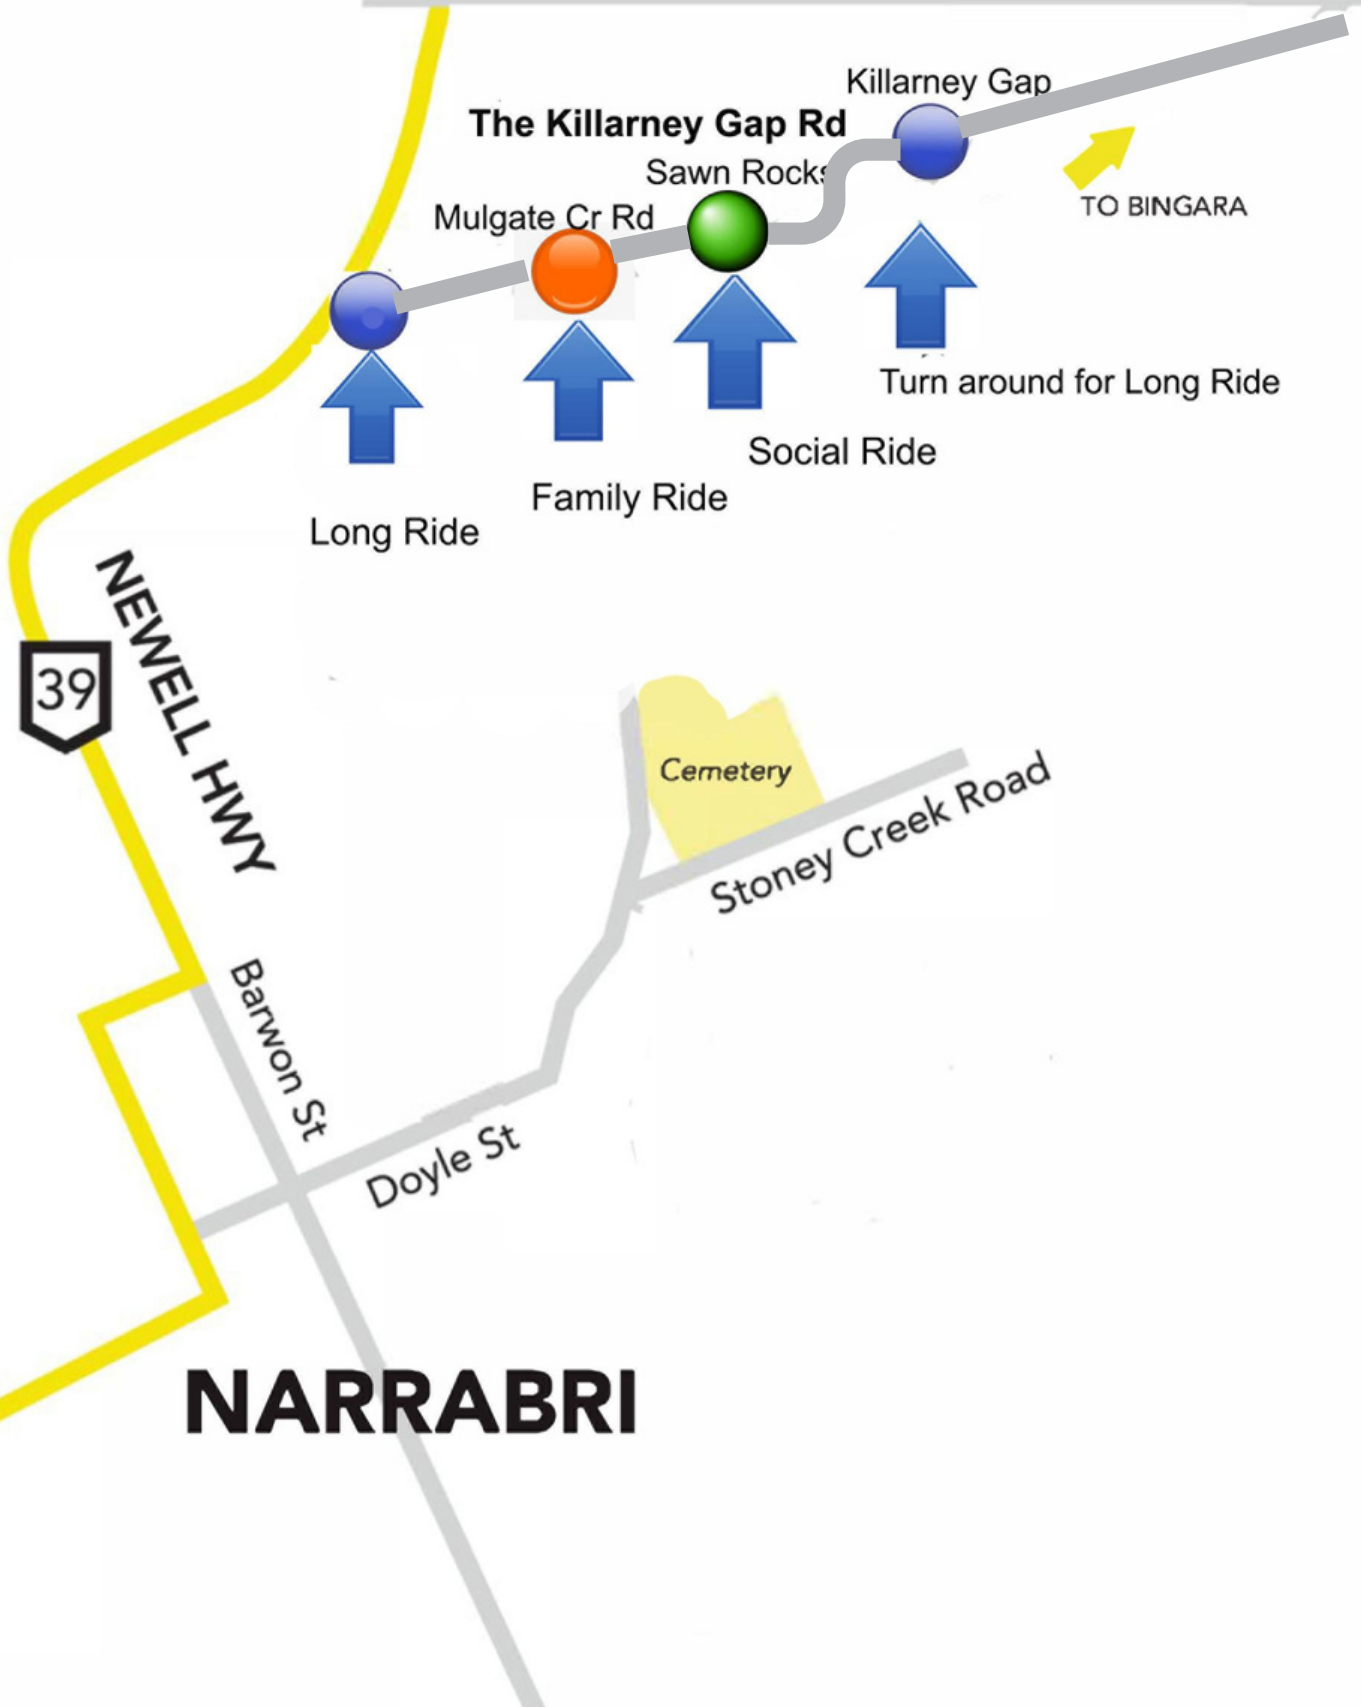 Killarney Gap
The Killarney Gap Rd
Sawn Rocks
Mulgate Cr Rd
TO BINGARA
Turn around for Long Ride
Social Ride
Family Ride
Long Ride
NEWELL HWY
39
Cemetery
Stoney Creek Road
Barwon St
Doyle St
NARRABRI